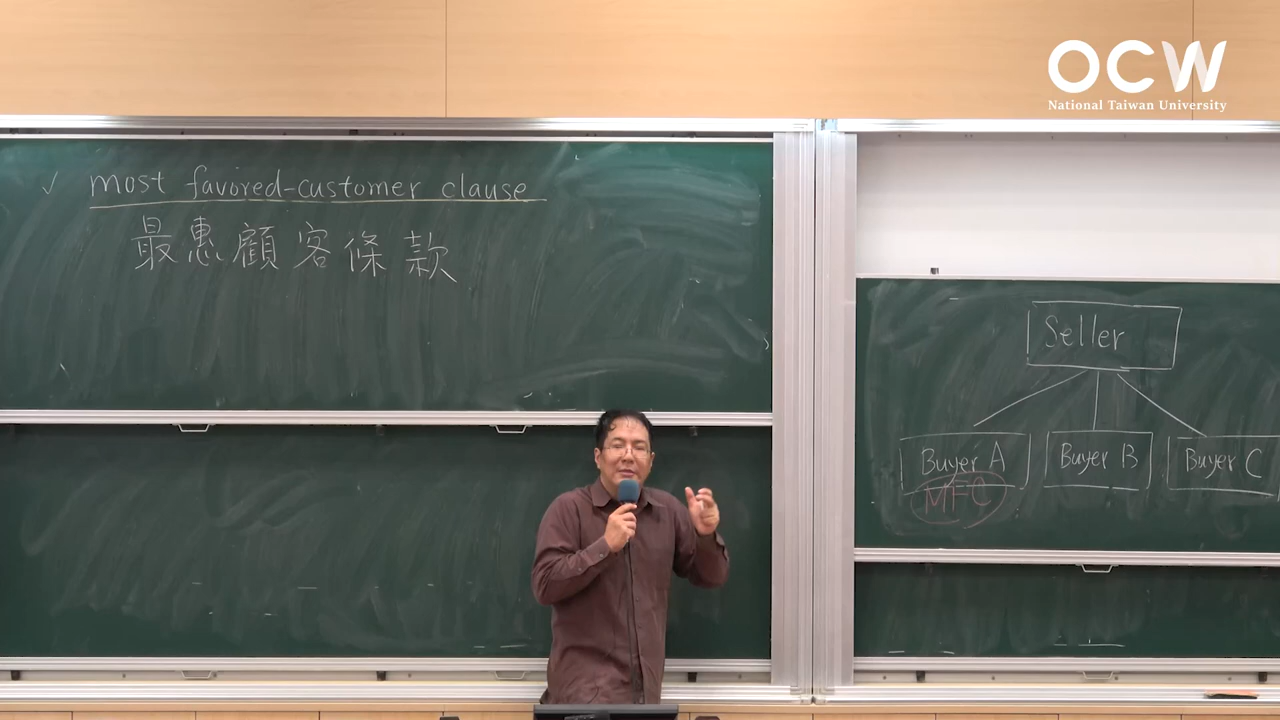 OCW
National Taiwan University
✓ most favored-customer clause
最惠顧客條款
Seller
Buyer A
Buyer B
Buyer C
MFC